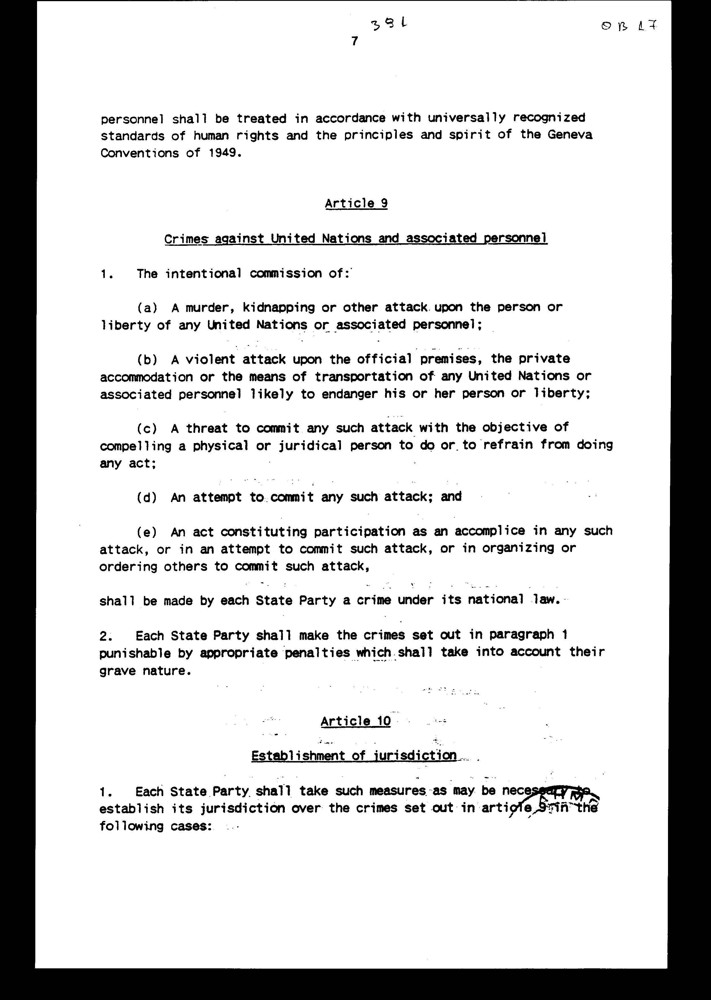 391
OB 17
7
personnel shall be treated in accordance with universally recognized
standards of human rights and the principles and spirit of the Geneva
Conventions of 1949.
Article 9
Crimes against United Nations and associated personnel
1. The intentional commission of:
(a) A murder, kidnapping or other attack upon the person or
liberty of any United Nations or associated personnel;
(b) A violent attack upon the official premises, the private
accommodation or the means of transportation of any United Nations or
associated personnel likely to endanger his or her person or liberty;
(c) A threat to commit any such attack with the objective of
compelling a physical or juridical person to do or to refrain from doing
any act;
(d) An attempt to commit any such attack; and
(e) An act constituting participation as an accomplice in any such
attack, or in an attempt to commit such attack, or in organizing or
ordering others to commit such attack,
shall be made by each State Party a crime under its national law.
2. Each State Party shall make the crimes set out in paragraph 1
punishable by appropriate penalties which shall take into account their
grave nature.
Article 10
Establishment of jurisdiction
1. Each State Party shall take such measures as may be necessary to
establish its jurisdiction over the crimes set out in article 9 in the
following cases: